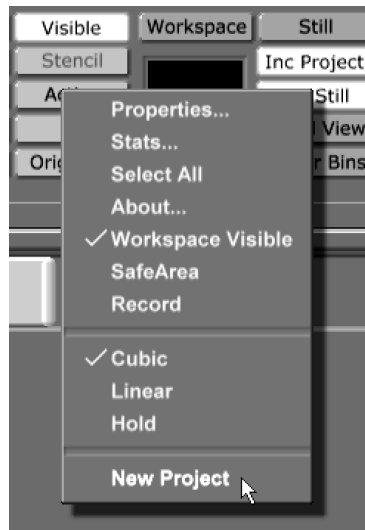 Visible Workspace Still
Stencil Inc Project
Still
View
Bins
Properties...
Stats...
Select All
About...
Workspace Visible
SafeArea
Record
Cubic
Linear
Hold
New Project